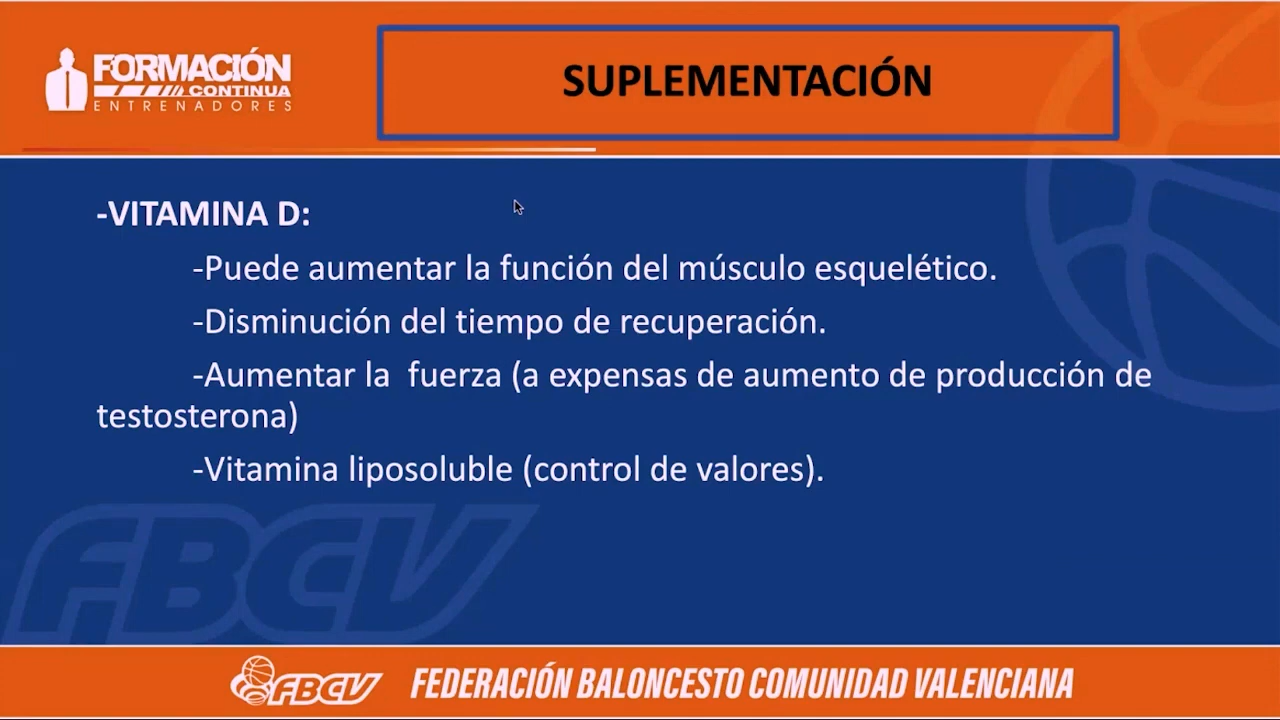 FORMACIÓN
CONTINUA
ENTRENADORES
SUPLEMENTACIÓN
-VITAMINA D:
-Puede aumentar la función del músculo esquelético.
-Disminución del tiempo de recuperación.
-Aumentar la  fuerza (a expensas de aumento de producción de
testosterona)
-Vitamina liposoluble (control de valores).
FBCV
FBCV FEDERACIÓN BALONCESTO COMUNIDAD VALENCIANA